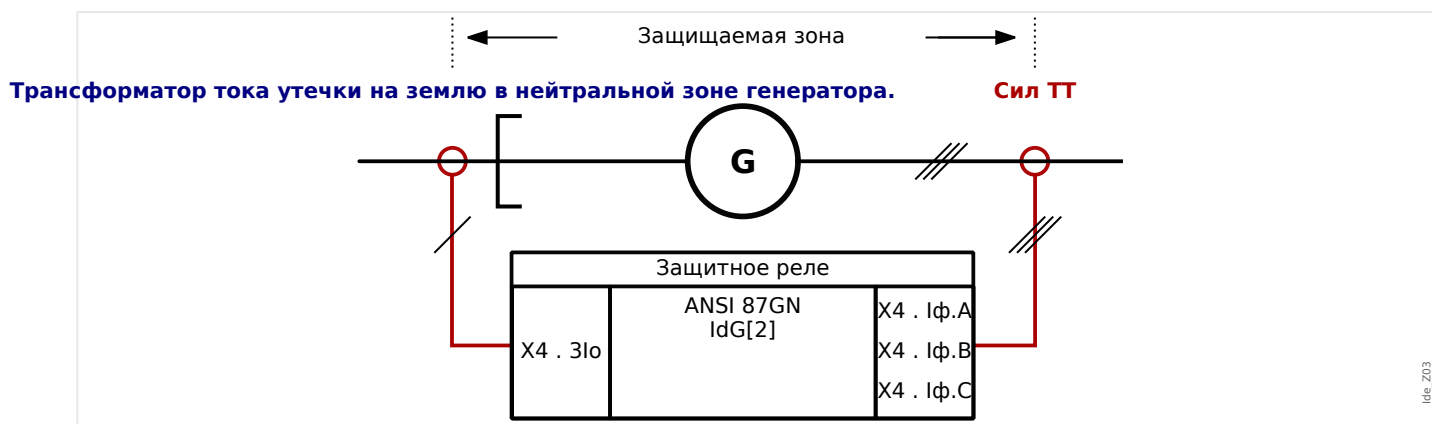 Защищаемая зона
Трансформатор тока утечки на землю в нейтральной зоне генератора.
Сил ТТ
G
Защитное реле
ANSI 87GN
IdG[2]
X4 . 3Io
X4 . Iф.A
X4 . Iф.B
X4 . Iф.C
Ide_Z03